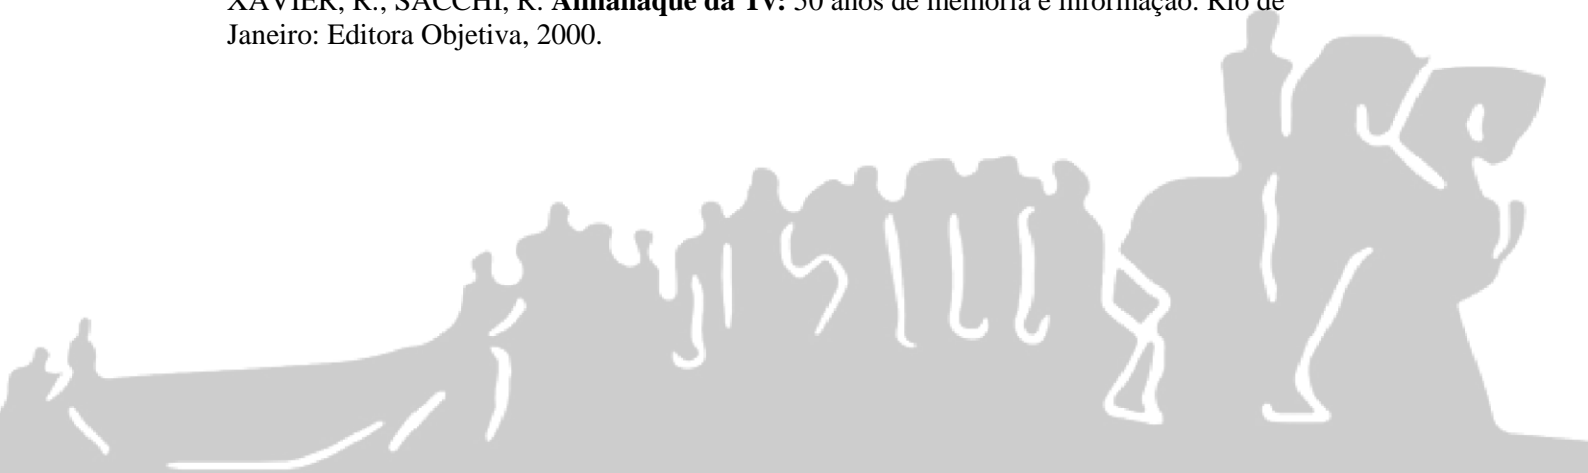 XAVIER, R., SACCHI, R. Almanaque da TV: 50 anos de memória e informação. Rio de
Janeiro: Editora Objetiva, 2000.